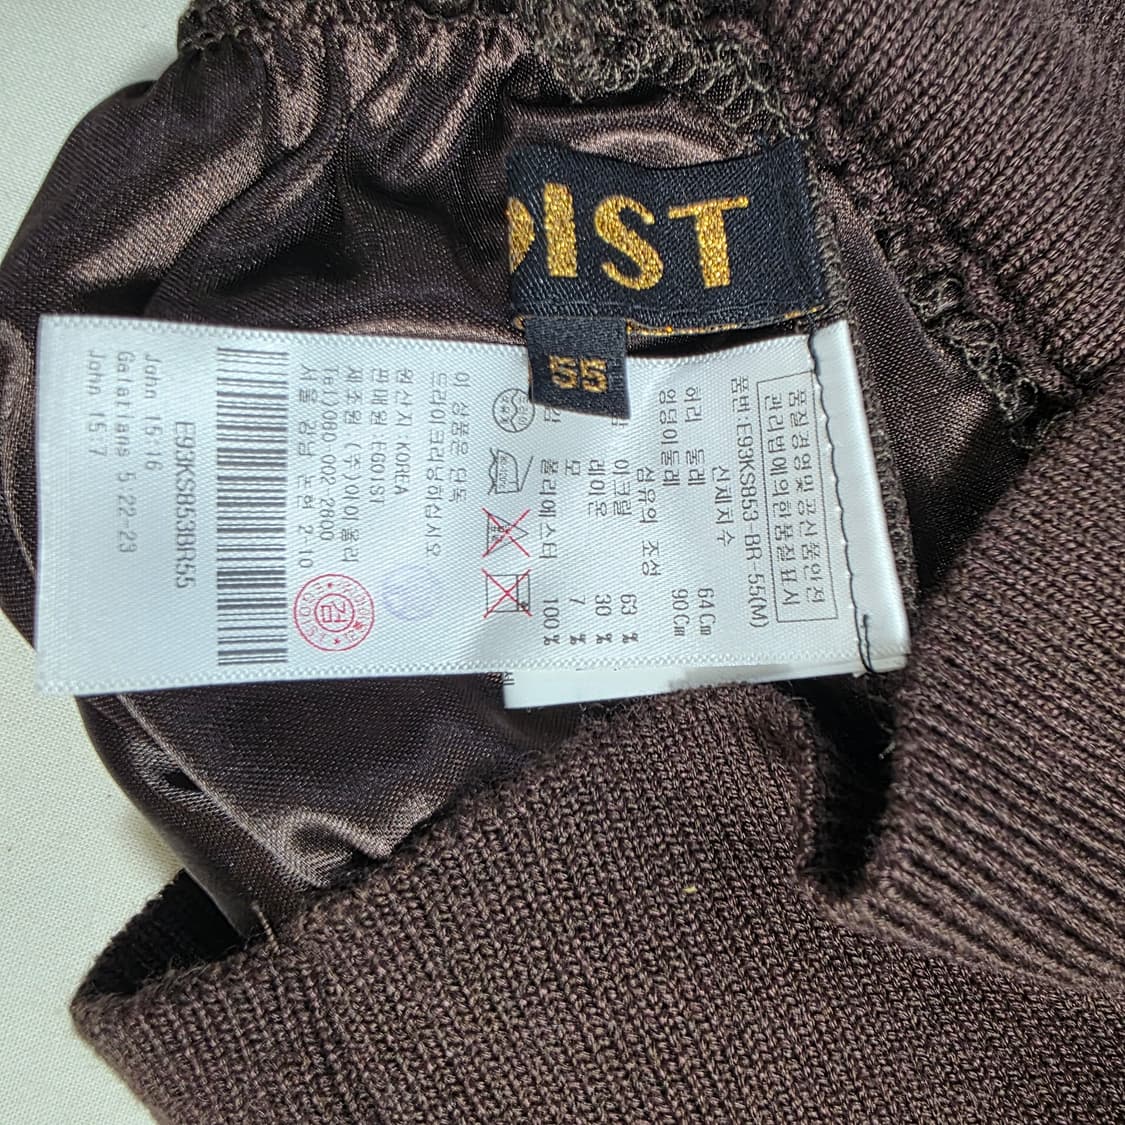 IST
55
품질경영및공산품안전
관리법에의한품질표시
품번 E93KS853-BR-55(M)
신체치수
허리 둘레 64Cm
엉덩이둘레 90Cm
섬유의 조성
아크릴 63 %
레이온 30 %
모 7 %
폴리에스터 100 %
이 상품은 단독
드라이크리닝하십시오
원산지:KOREA
판매원:EGOIST
제조원:(주)아이올리
Tel)080 002 2800
서울 강남 논현 2-10
검
E93KS853BR55
John 15:16
Galatians 5:22-23
John 15:7